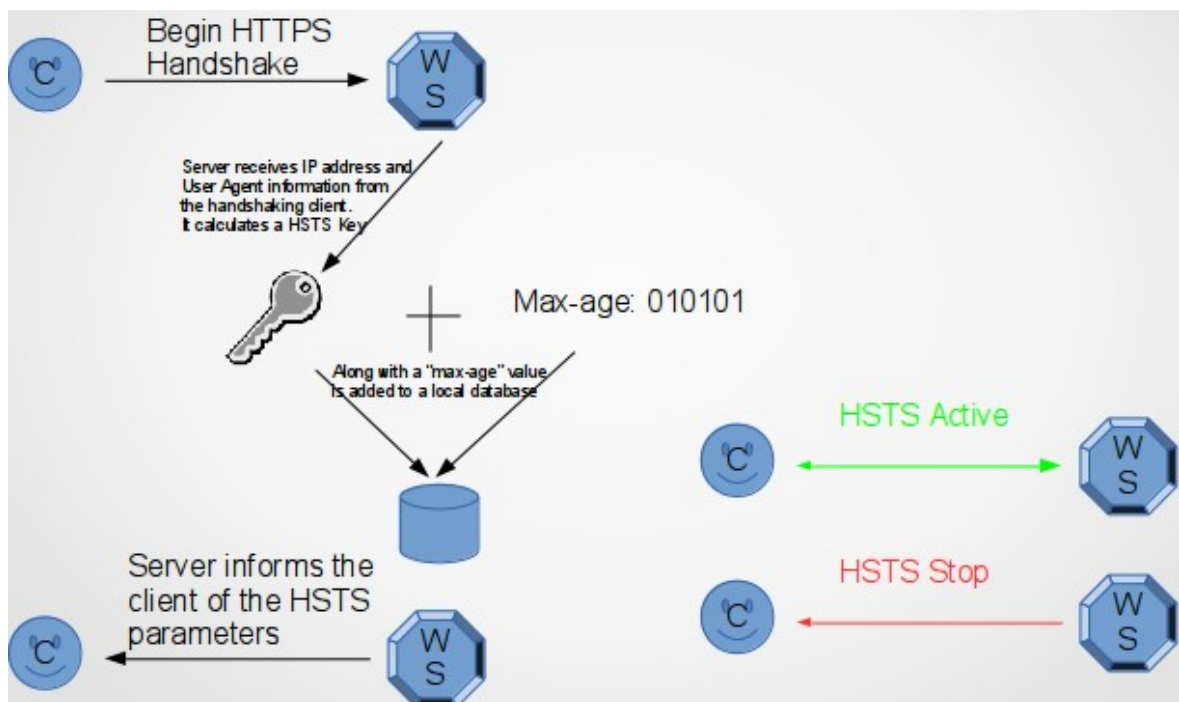 C
Begin HTTPS
Handshake
W
S
Server receives IP address and
User Agent information from
the handshaking client.
It calculates a HSTS Key
Max-age: 010101
Along with a "max-age" value
is added to a local database
HSTS Active
C
W
S
Server informs the
client of the HSTS
parameters
C
W
S
HSTS Stop
C
W
S